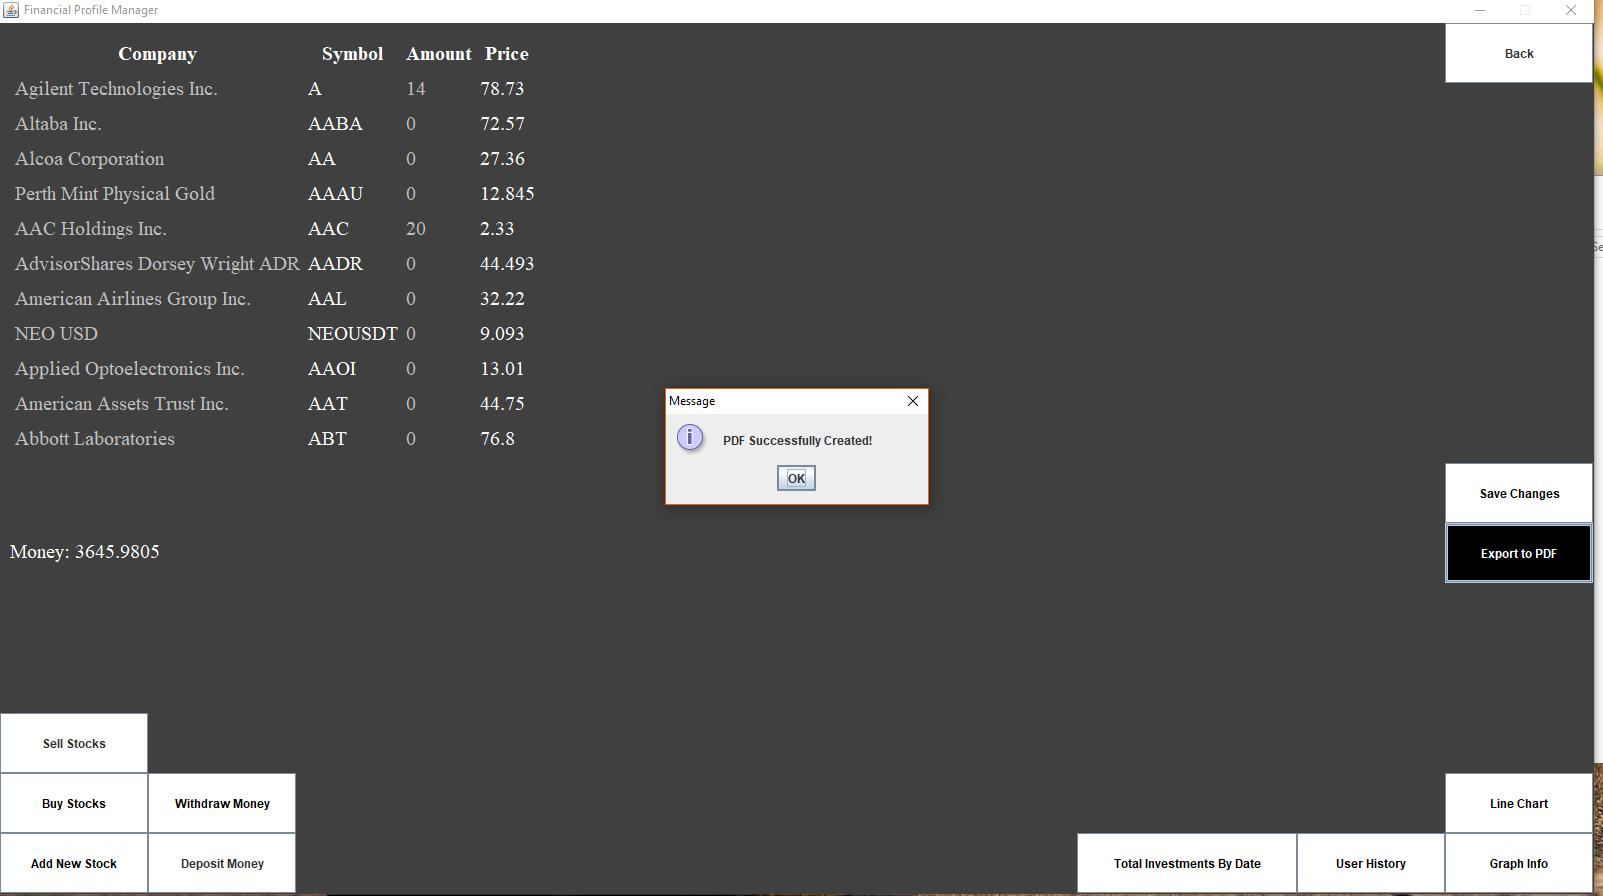 Financial Profile Manager
Company Symbol Amount Price
Agilent Technologies Inc. A 14 78.73
Altaba Inc. AABA 0 72.57
Alcoa Corporation AA 0 27.36
Perth Mint Physical Gold AAAU 0 12.845
AAC Holdings Inc. AAC 20 2.33
AdvisorShares Dorsey Wright ADR AADR 0 44.493
American Airlines Group Inc. AAL 0 32.22
NEO USD NEOUSDT 0 9.093
Applied Optoelectronics Inc. AAOI 0 13.01
American Assets Trust Inc. AAT 0 44.75
Abbott Laboratories ABT 0 76.8
Money: 3645.9805
Back
Message
PDF Successfully Created!
OK
Save Changes
Export to PDF
Sell Stocks
Buy Stocks Withdraw Money
Add New Stock Deposit Money
Line Chart
Total Investments By Date User History Graph Info